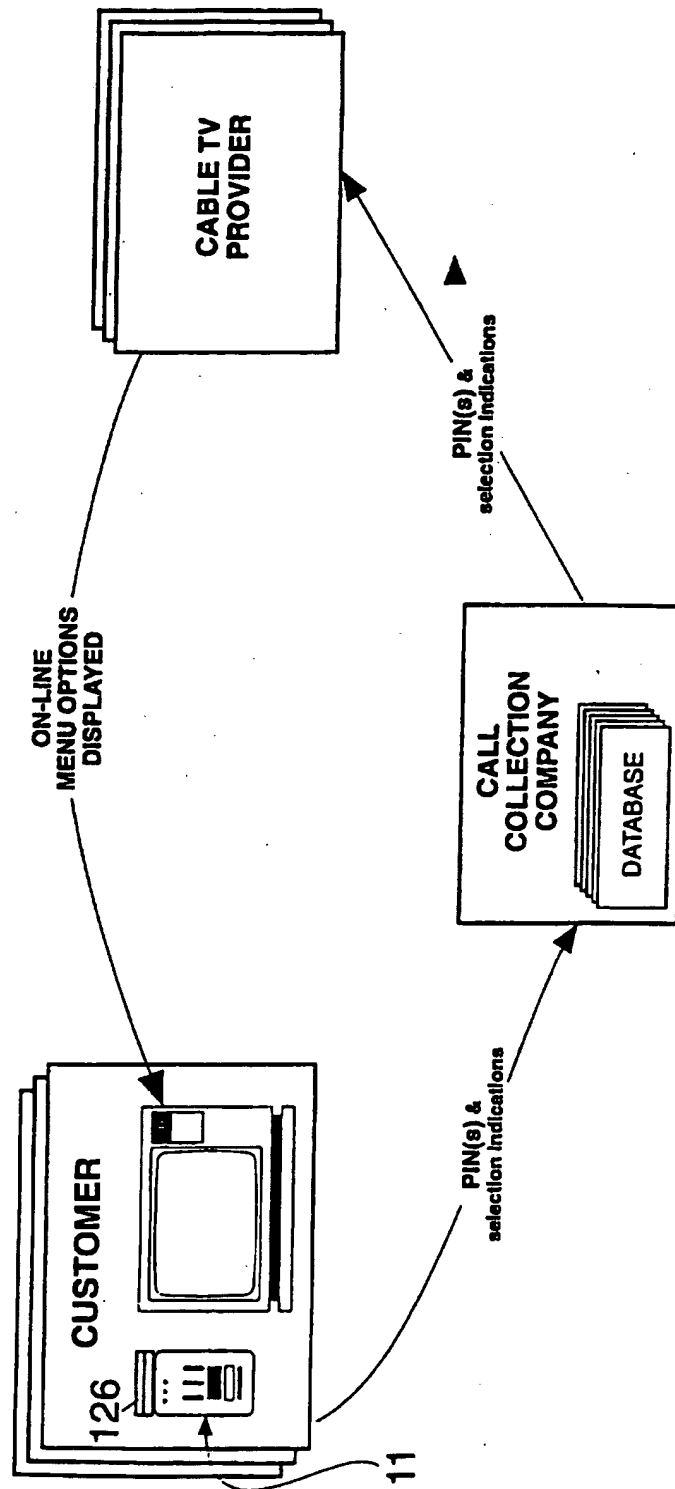 CUSTOMER
126
11
ON-LINE
MENU OPTIONS
DISPLAYED
CABLE TV
PROVIDER
PIN(s) &
selection indications
CALL
COLLECTION
COMPANY
DATABASE
PIN(s) &
selection indications